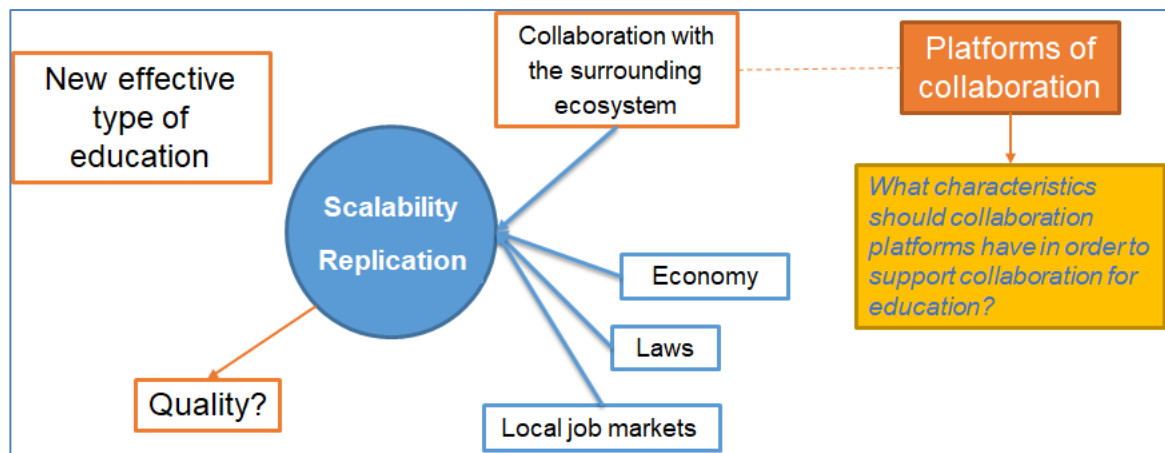 New effective
type of
education
Collaboration with
the surrounding
ecosystem
Platforms of
collaboration
Scalability
Replication
What characteristics
should collaboration
platforms have in order to
support collaboration for
education?
Economy
Laws
Local job markets
Quality?